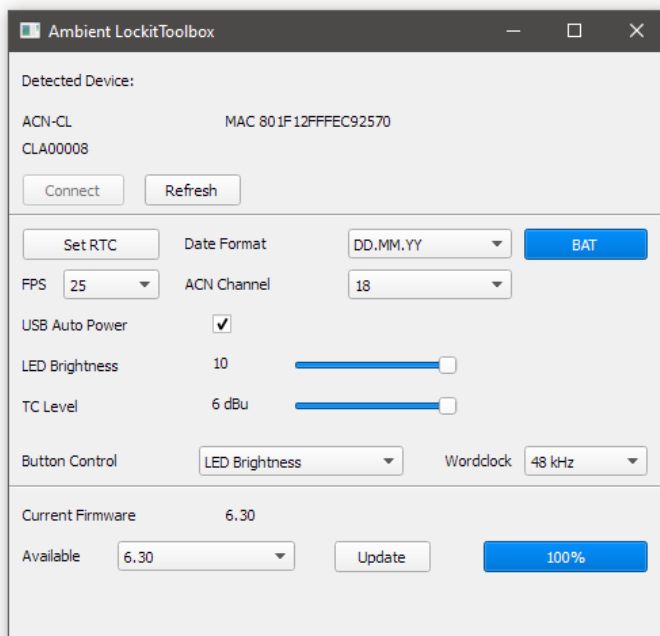 Ambient LockitToolbox
Detected Device:
ACN-CL MAC 801F12FFFEC92570
CLA00008
Connect Refresh
Set RTC Date Format DD.MM.YY BAT
FPS 25 ACN Channel 18
USB Auto Power
LED Brightness 10
TC Level 6 dBu
Button Control LED Brightness Wordclock 48 kHz
Current Firmware 6.30
Available 6.30 Update 100%